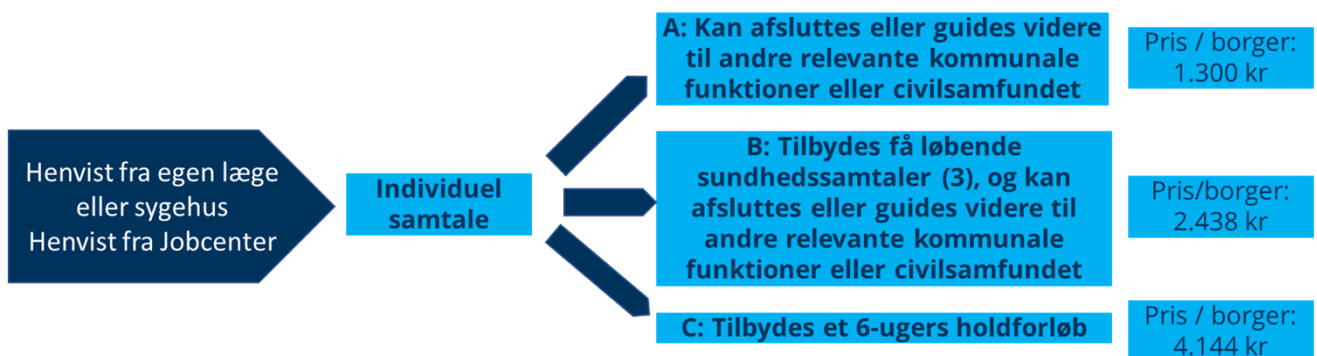 Henvist fra egen læge
eller sygehus
Henvist fra Jobcenter
Individuel
samtale
A: Kan afsluttes eller guides videre
til andre relevante kommunale
funktioner eller civilsamfundet
Pris / borger:
1.300 kr
B: Tilbydes få løbende
sundhedssamtaler (3), og kan
afsluttes eller guides videre til
andre relevante kommunale
funktioner eller civilsamfundet
Pris/borger:
2.438 kr
C: Tilbydes et 6-ugers holdforløb
Pris / borger:
4.144 kr